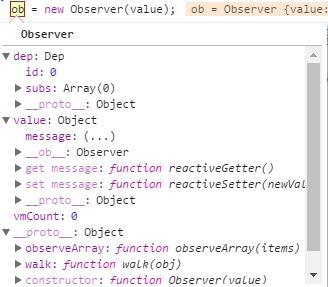 ob = new Observer(value); ob = Observer {value:
Observer
dep: Dep
id: 0
subs: Array(0)
__proto__: Object
value: Object
message: (...)
__ob__: Observer
get message: function reactiveGetter()
set message: function reactiveSetter(newVal
__proto__: Object
vmCount: 0
__proto__: Object
observeArray: function observeArray(items)
walk: function walk(obj)
constructor: function Observer(value)